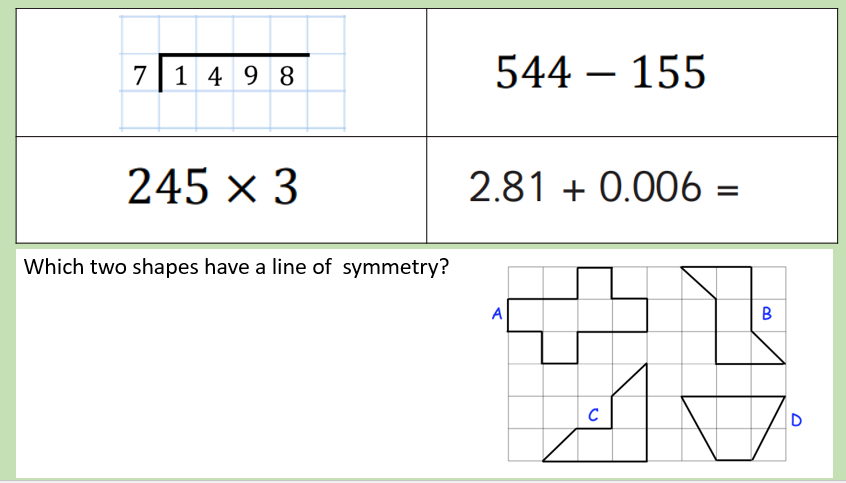 7 1 4 9 8
544 – 155
245 × 3
2.81 + 0.006 =
Which two shapes have a line of symmetry?
A
B
C
D